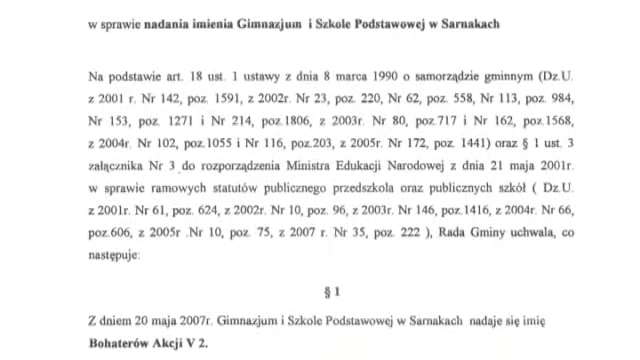 w sprawie nadania imienia Gimnazjum i Szkole Podstawowej w Sarnakach
Na podstawie art. 18 ust. 1 ustawy z dnia 8 marca 1990 o samorządzie gminnym (Dz.U.
z 2001 r. Nr 142, poz. 1591, z 2002r. Nr 23, poz. 220, Nr 62, poz. 558, Nr 113, poz. 984,
Nr 153, poz. 1271 i Nr 214, poz.1806, z 2003r. Nr 80, poz.717 i Nr 162, poz.1568,
z 2004r. Nr 102, poz.1055 i Nr 116, poz.203, z 2005r. Nr 172, poz. 1441) oraz § 1 ust. 3
załącznika Nr 3 do rozporządzenia Ministra Edukacji Narodowej z dnia 21 maja 2001r.
w sprawie ramowych statutów publicznego przedszkola oraz publicznych szkół ( Dz.U.
z 2001r. Nr 61, poz. 624, z 2002r. Nr 10, poz. 96, z 2003r. Nr 146, poz.1416, z 2004r. Nr 66,
poz.606, z 2005r .Nr 10, poz. 75, z 2007 r. Nr 35, poz. 222 ), Rada Gminy uchwala, co
następuje:
§ 1
Z dniem 20 maja 2007r. Gimnazjum i Szkole Podstawowej w Sarnakach nadaje się imię
Bohaterów Akcji V 2.